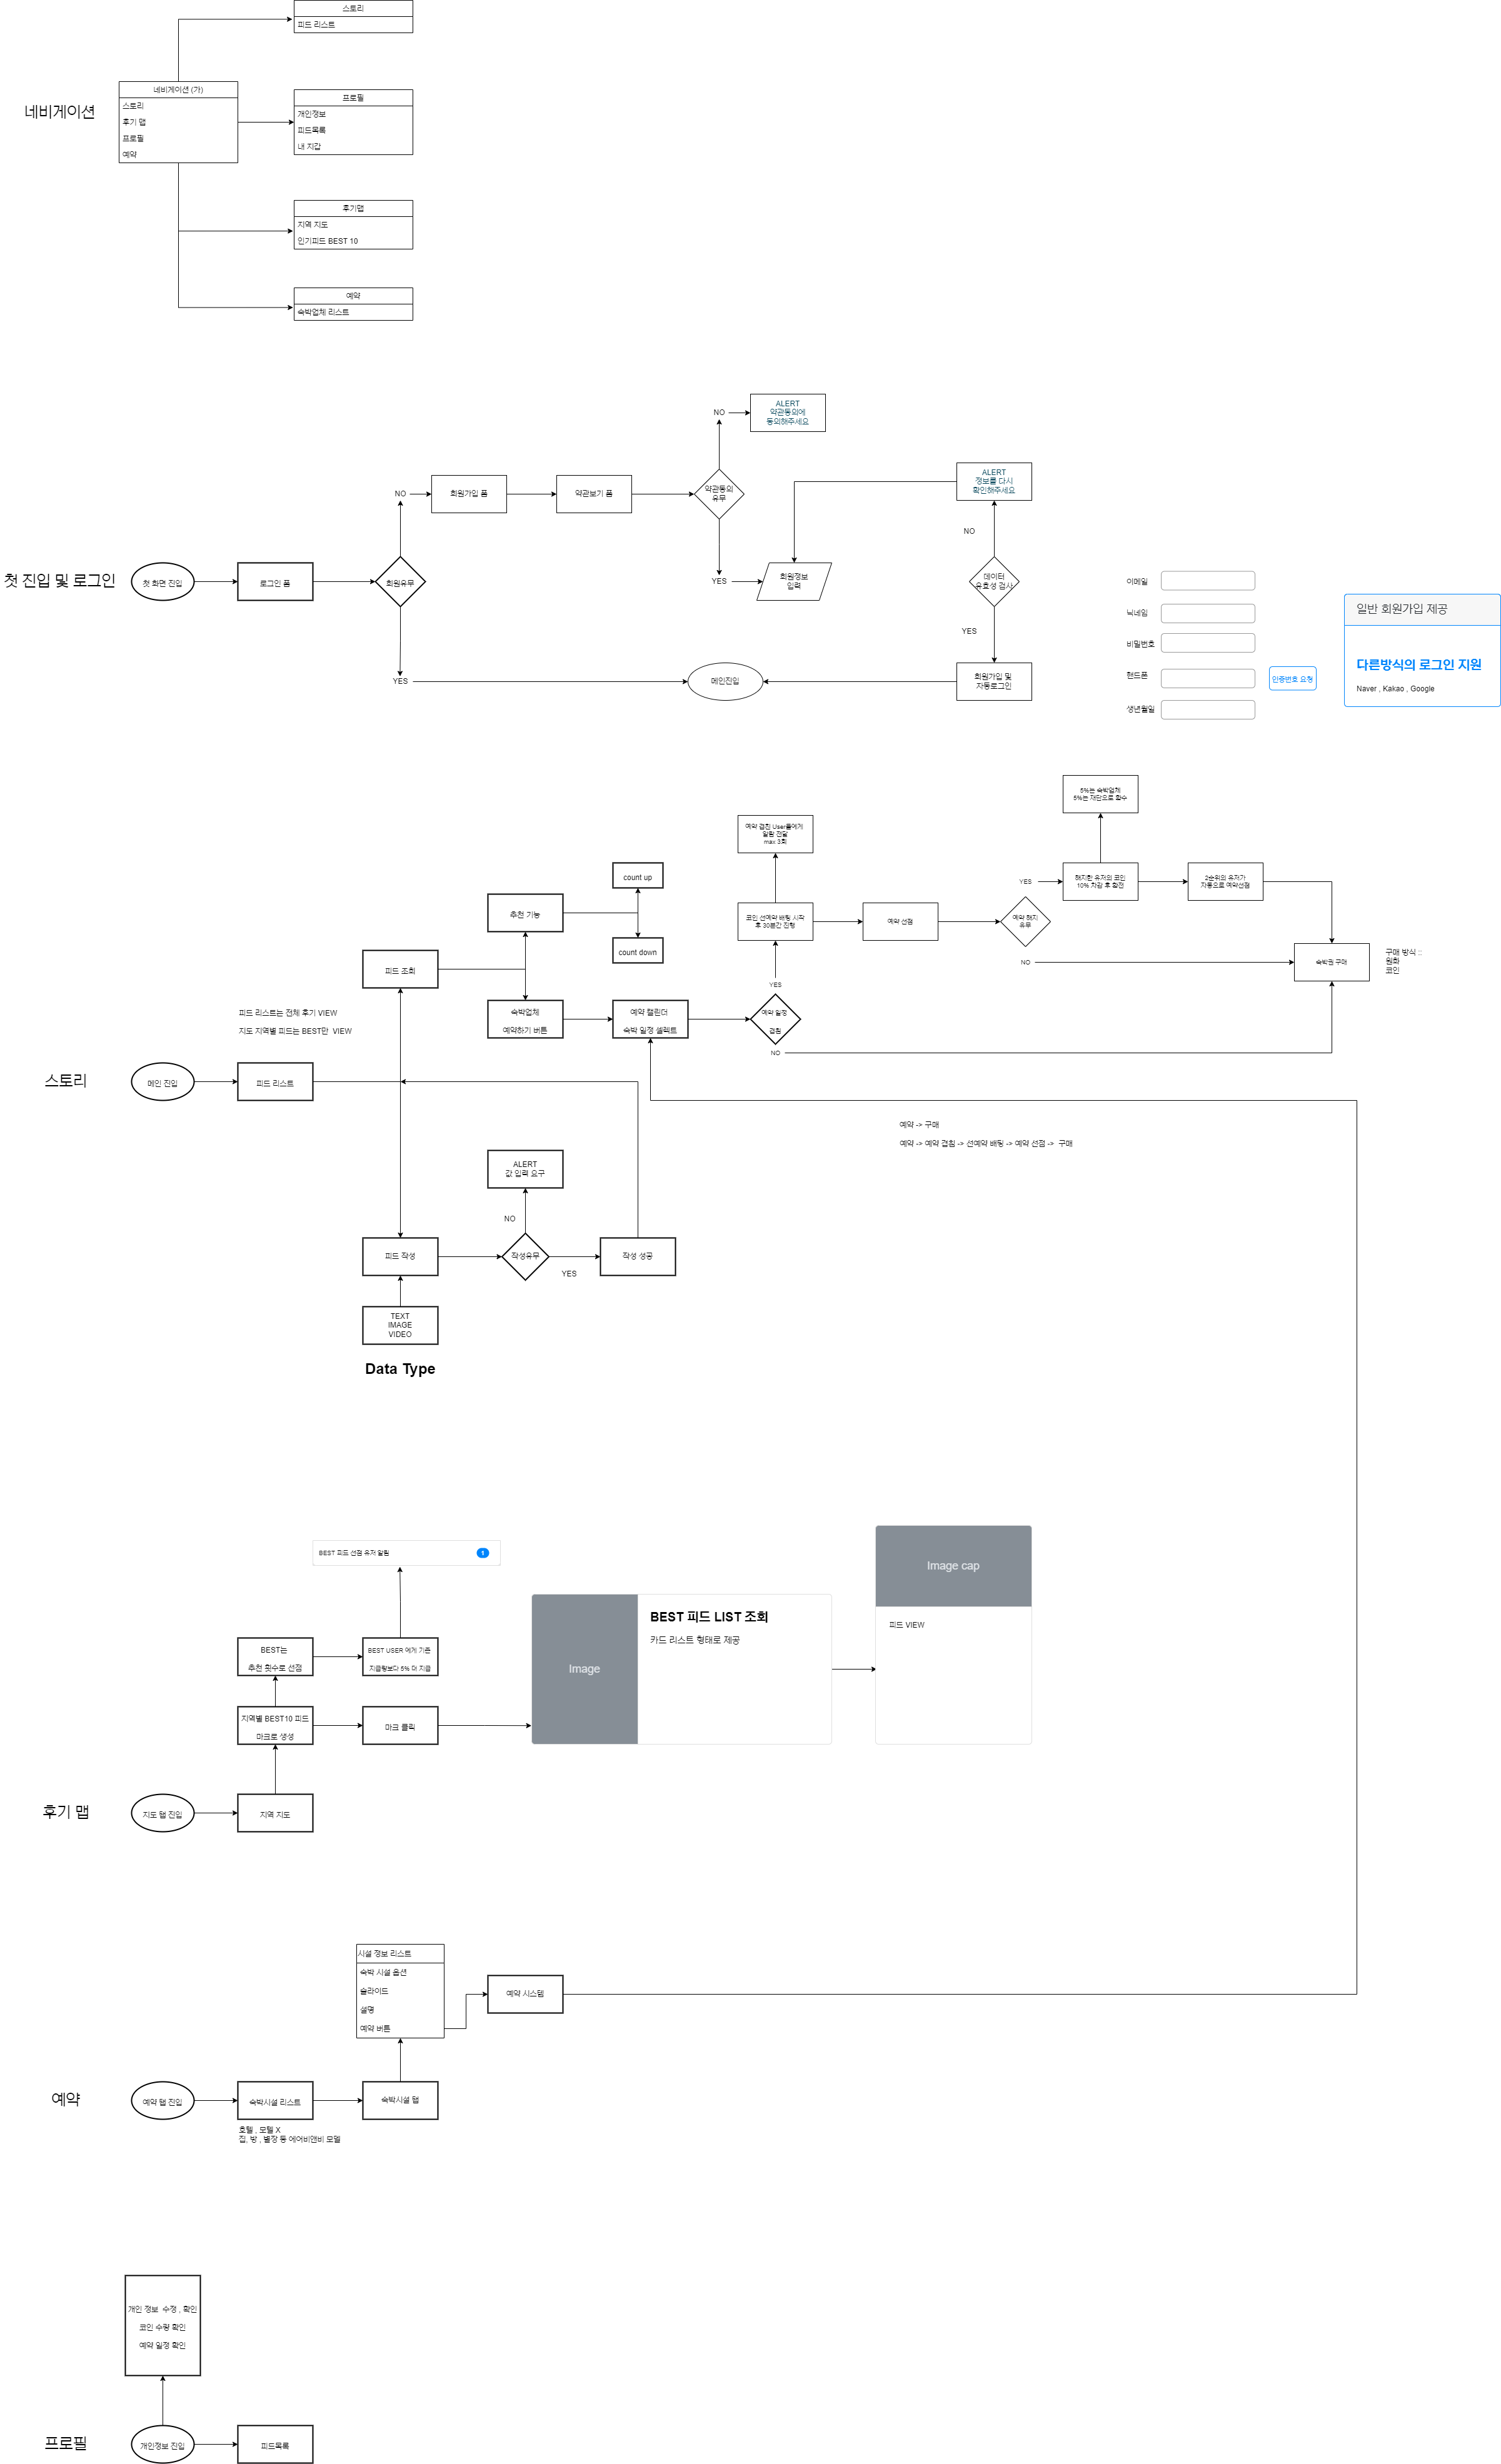 네비게이션
네비게이션 (가)
스토리
후기 맵
프로필
예약
스토리
피드 리스트
프로필
개인정보
피드목록
내 지갑
후기맵
지역 지도
인기피드 BEST 10
예약
숙박업체 리스트
첫 진입 및 로그인
첫 화면 진입
로그인 폼
회원유무
NO
YES
회원가입 폼
약관보기 폼
약관동의
유무
NO
ALERT
약관동의에
동의해주세요
YES
회원정보
입력
ALERT
정보를 다시
확인해주세요
NO
데이터
유효성 검사
YES
회원가입 및
자동로그인
메인진입
이메일
닉네임
비밀번호
핸드폰
인증번호 요청
생년월일
일반 회원가입 제공
다른방식의 로그인 지원
Naver , Kakao , Google
스토리
메인 진입
피드 리스트
피드 리스트는 전체 후기 VIEW
지도 지역별 피드는 BEST만 VIEW
피드 조회
추천 기능
count up
count down
숙박업체
예약하기 버튼
예약 캘린더
숙박 일정 셀렉트
예약 일정
겹침
YES
NO
코인 선예약 배팅 시작
후 30분간 진행
예약 겹친 User들에게
알림 전달
max 3회
예약 선점
예약 해지
유무
YES
NO
해지한 유저의 코인
10% 차감 후 환전
5%는 숙박업체
5%는 재단으로 환수
2순위의 유저가
자동으로 예약선점
숙박권 구매
구매 방식 ::
원화
코인
예약 -> 구매
예약 -> 예약 겹침 -> 선예약 배팅 -> 예약 선점 -> 구매
피드 작성
작성유무
NO
ALERT
값 입력 요구
YES
작성 성공
TEXT
IMAGE
VIDEO
Data Type
후기 맵
지도 탭 진입
지역 지도
지역별 BEST10 피드
마크로 생성
BEST는
추천 횟수로 선점
BEST USER 에게 기존
지급량보다 5% 더 지급
BEST 피드 선점 유저 알림
1
마크 클릭
Image
BEST 피드 LIST 조회
카드 리스트 형태로 제공
Image cap
피드 VIEW
예약
예약 탭 진입
숙박시설 리스트
호텔 , 모텔 X
집, 방 , 별장 등 에어비앤비 모델
숙박시설 탭
시설 정보 리스트
숙박 시설 옵션
슬라이드
설명
예약 버튼
예약 시스템
프로필
개인정보 진입
개인 정보 수정 , 확인
코인 수량 확인
예약 일정 확인
피드목록